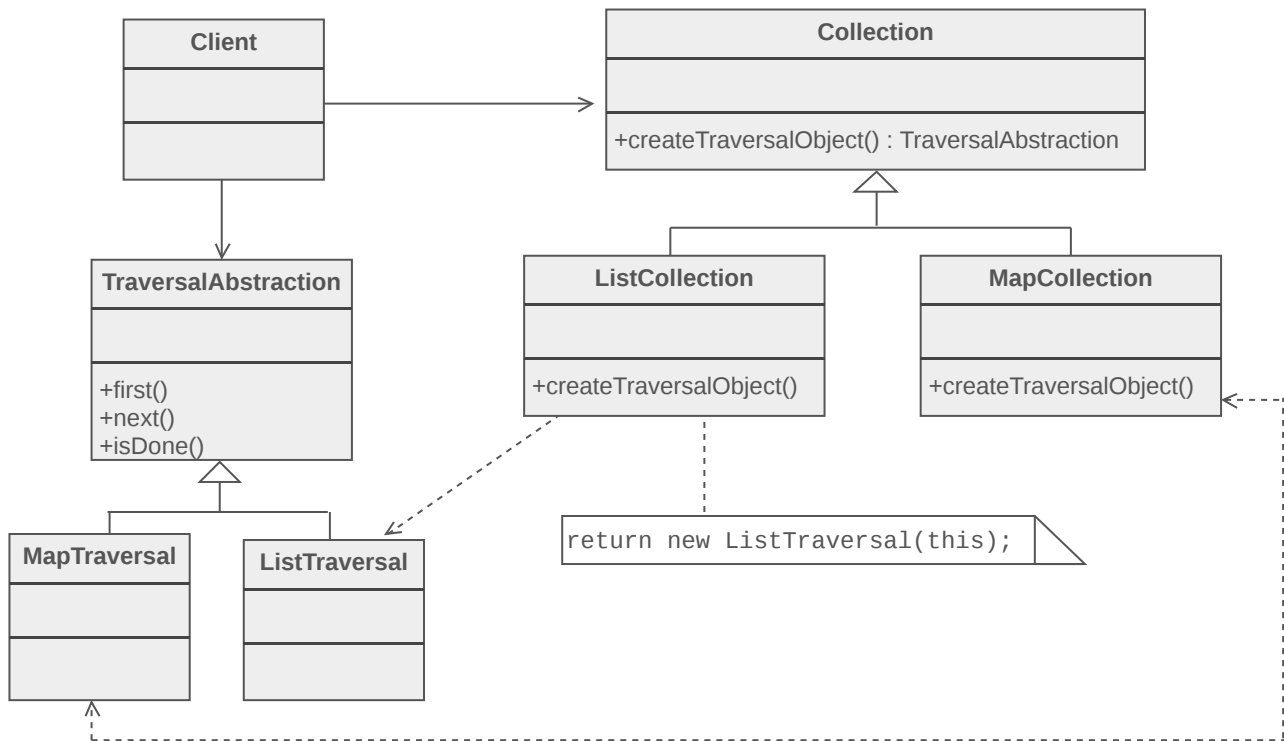 Client
Collection
+createTraversalObject() : TraversalAbstraction
TraversalAbstraction
+first()
+next()
+isDone()
ListCollection
+createTraversalObject()
MapCollection
+createTraversalObject()
return new ListTraversal(this);
MapTraversal
ListTraversal